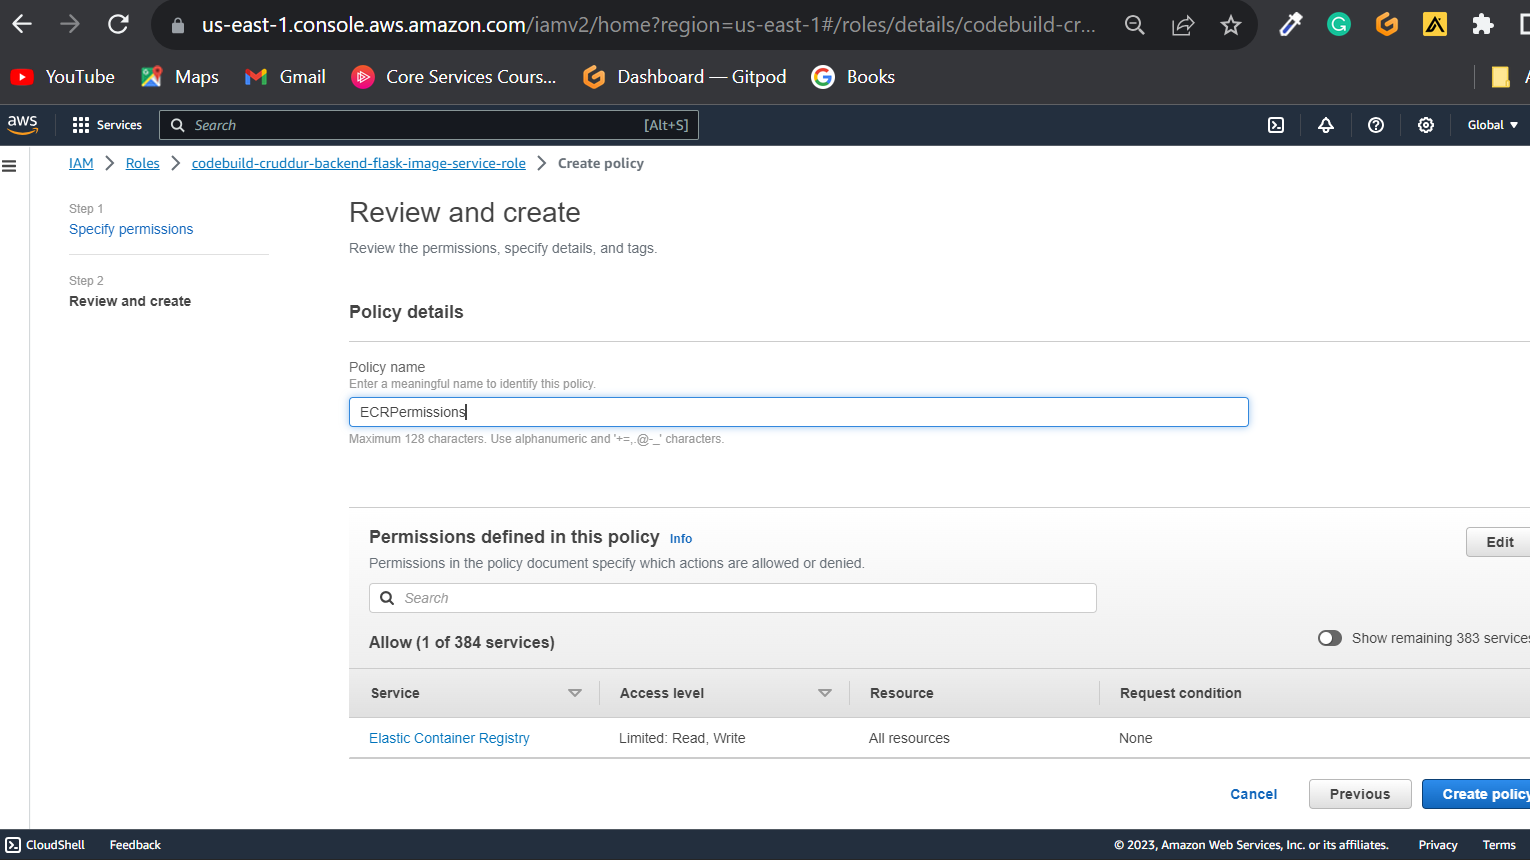 us-east-1.console.aws.amazon.com/iamv2/home?region=us-east-1#/roles/details/codebuild-cr...
YouTube Maps Gmail Core Services Cours... Dashboard — Gitpod Books
aws Services Search [Alt+S] Global
IAM Roles codebuild-cruddur-backend-flask-image-service-role Create policy
Step 1
Specify permissions
Step 2
Review and create
Review and create
Review the permissions, specify details, and tags.
Policy details
Policy name
Enter a meaningful name to identify this policy.
ECRPermissions
Maximum 128 characters. Use alphanumeric and '+=,.@-_' characters.
Permissions defined in this policy Info
Edit
Permissions in the policy document specify which actions are allowed or denied.
Search
Allow (1 of 384 services)
Show remaining 383 services
Service Access level Resource Request condition
Elastic Container Registry Limited: Read, Write All resources None
Cancel Previous Create policy
CloudShell Feedback © 2023, Amazon Web Services, Inc. or its affiliates. Privacy Terms